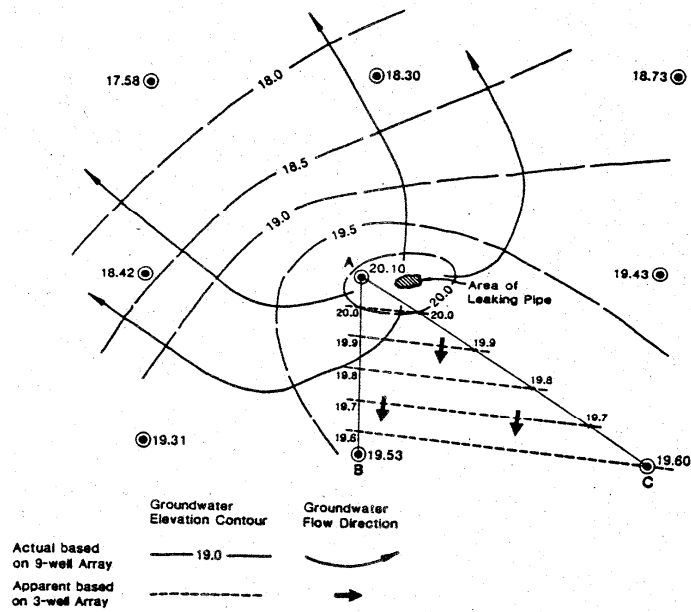 18.0
17.58
18.30
18.73
18.5
19.0
19.5
A
20.10
18.42
19.43
Area of
Leaking Pipe
20.0
20.0
20.0
19.9
19.9
19.8
19.8
19.7
19.7
19.6
19.31
19.53
B
19.60
C
Groundwater
Elevation Contour
Groundwater
Flow Direction
Actual based
on 9-well Array
19.0
Apparent based
on 3-well Array